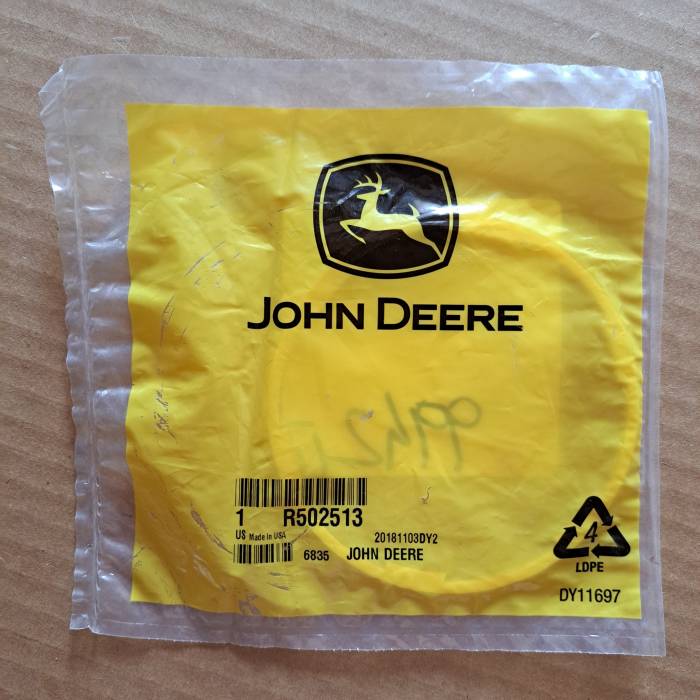 JOHN DEERE
1 R502513
US Made in USA
20181103DY2
6835 JOHN DEERE
4
LDPE
DY11697